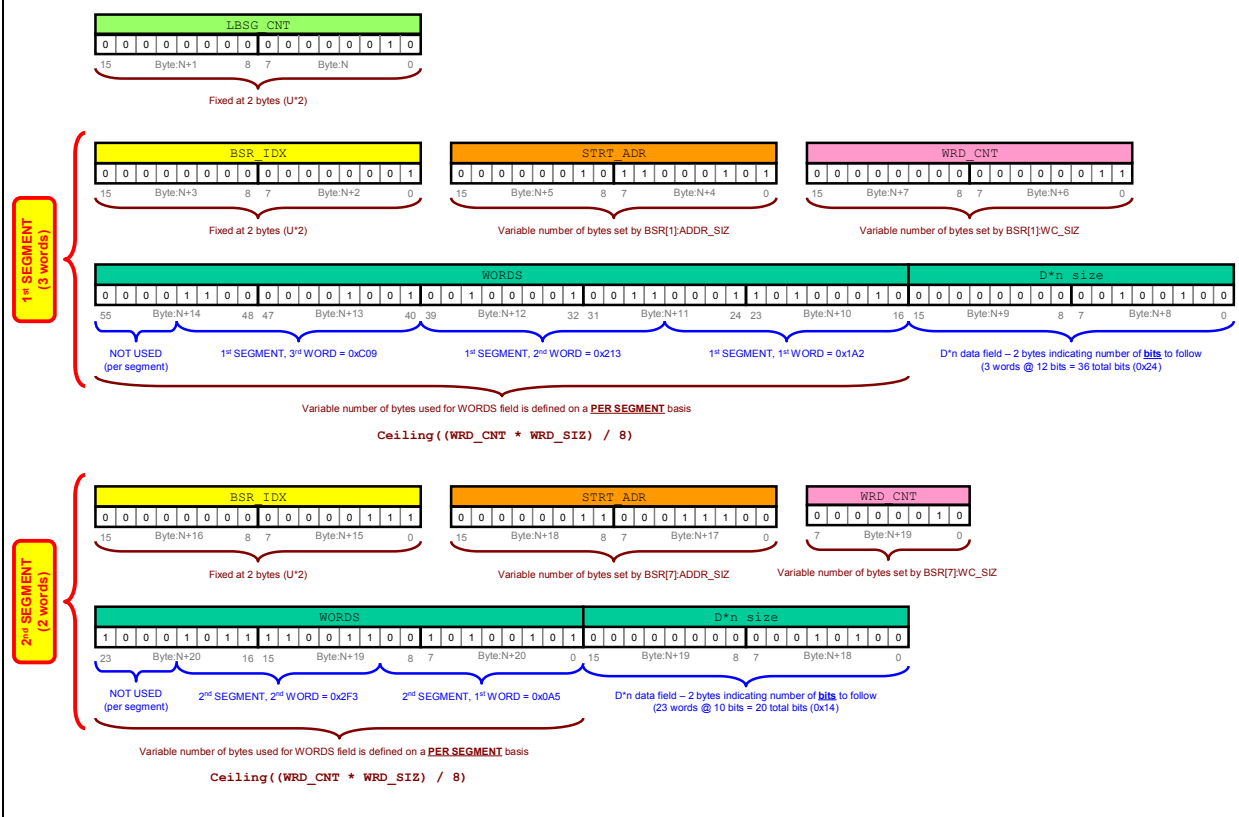 LBSG_CNT
0 0 0 0 0 0 0 0 0 0 0 0 0 0 1 0
15 Byte:N+1 8 7 Byte:N 0
Fixed at 2 bytes (U*2)
1st SEGMENT
(3 words)
BSR_IDX STRT_ADR WRD_CNT
0 0 0 0 0 0 0 0 0 0 0 0 0 0 0 1 0 0 0 0 0 0 1 0 1 1 0 0 0 1 0 1 0 0 0 0 0 0 0 0 0 0 0 0 0 0 1 1
15 Byte:N+3 8 7 Byte:N+2 0 15 Byte:N+5 8 7 Byte:N+4 0 15 Byte:N+7 8 7 Byte:N+6 0
Fixed at 2 bytes (U*2) Variable number of bytes set by BSR[1]:ADDR_SIZ Variable number of bytes set by BSR[1]:WC_SIZ
WORDS D*n size
0 0 0 0 1 1 0 0 0 0 0 0 1 0 0 1 0 0 1 0 0 0 0 1 0 0 1 1 0 0 0 1 1 0 1 0 0 0 1 0 0 0 0 0 0 0 0 0 0 0 1 0 0 1 0 0
55 Byte:N+14 48 47 Byte:N+13 40 39 Byte:N+12 32 31 Byte:N+11 24 23 Byte:N+10 16 15 Byte:N+9 8 7 Byte:N+8 0
NOT USED
(per segment)
1st SEGMENT, 3rd WORD = 0xC09
1st SEGMENT, 2nd WORD = 0x213
1st SEGMENT, 1st WORD = 0x1A2
D*n data field – 2 bytes indicating number of bits to follow
(3 words @ 12 bits = 36 total bits (0x24)
Variable number of bytes used for WORDS field is defined on a PER SEGMENT basis
Ceiling((WRD_CNT * WRD_SIZ) / 8)
2nd SEGMENT
(2 words)
BSR_IDX STRT_ADR WRD_CNT
0 0 0 0 0 0 0 0 0 0 0 0 0 1 1 1 0 0 0 0 0 0 1 1 0 0 0 1 1 1 0 0 0 0 0 0 0 0 1 0
15 Byte:N+16 8 7 Byte:N+15 0 15 Byte:N+18 8 7 Byte:N+17 0 7 Byte:N+19 0
Fixed at 2 bytes (U*2) Variable number of bytes set by BSR[7]:ADDR_SIZ Variable number of bytes set by BSR[7]:WC_SIZ
WORDS D*n size
1 0 0 0 1 0 1 1 1 1 0 0 1 1 0 0 1 0 1 0 0 1 0 1 0 0 0 0 0 0 0 0 0 0 0 1 0 1 0 0
23 Byte:N+20 16 15 Byte:N+19 8 7 Byte:N+20 0 15 Byte:N+19 8 7 Byte:N+18 0
NOT USED
(per segment)
2nd SEGMENT, 2nd WORD = 0x2F3
2nd SEGMENT, 1st WORD = 0x0A5
D*n data field – 2 bytes indicating number of bits to follow
(23 words @ 10 bits = 20 total bits (0x14)
Variable number of bytes used for WORDS field is defined on a PER SEGMENT basis
Ceiling((WRD_CNT * WRD_SIZ) / 8)